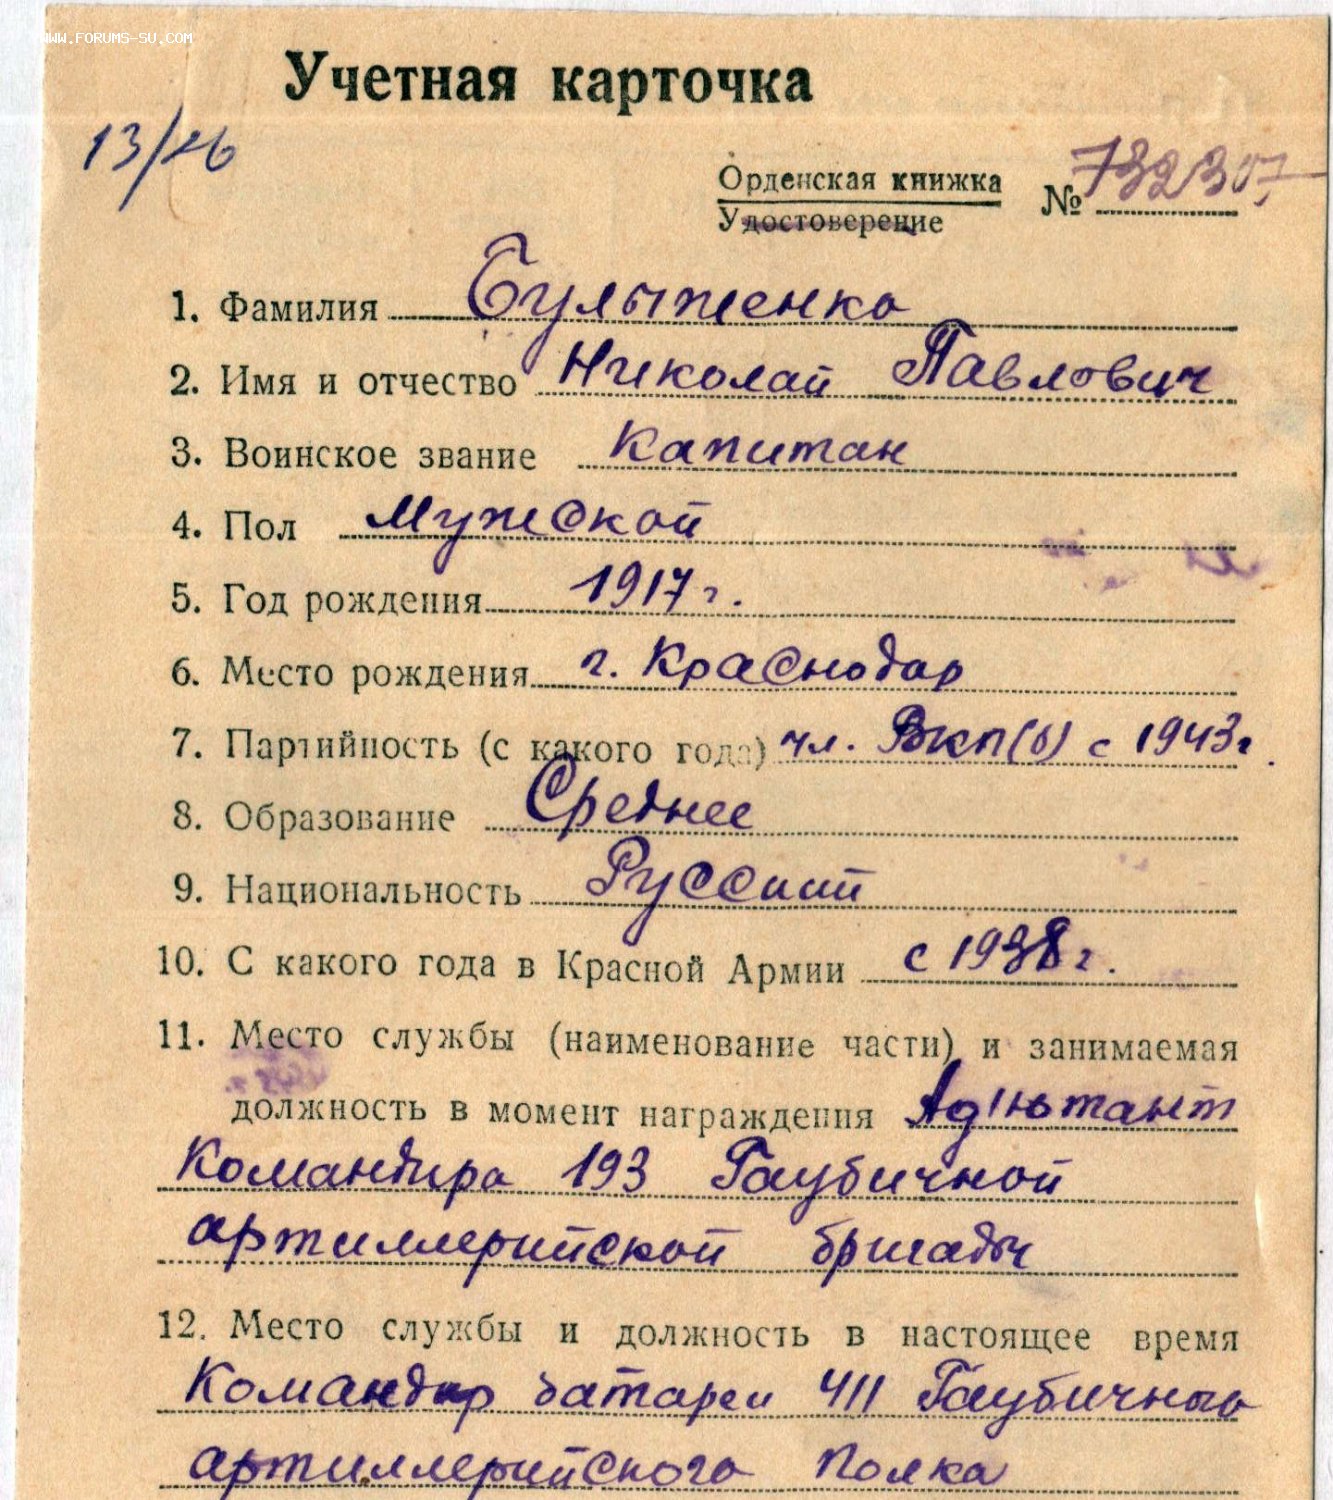 WWW.FORUMS-SU.COM
Учетная карточка
13/
Орденская книжка № 732307
Удостоверение
1. Фамилия Булыженко
2. Имя и отчество Николай Павлович
3. Воинское звание Капитан
4. Пол Мужской
5. Год рождения 1917 г.
6. Место рождения г. Краснодар
7. Партийность (с какого года) чл. ВКП(б) с 1943 г.
8. Образование Среднее
9. Национальность Русский
10. С какого года в Красной Армии с 1938 г.
11. Место службы (наименование части) и занимаемая
должность в момент награждения Адъютант
Командира 193 Гаубичной
артиллерийской бригады
12. Место службы и должность в настоящее время
Командир батареи 411 Гаубичного
артиллерийского полка